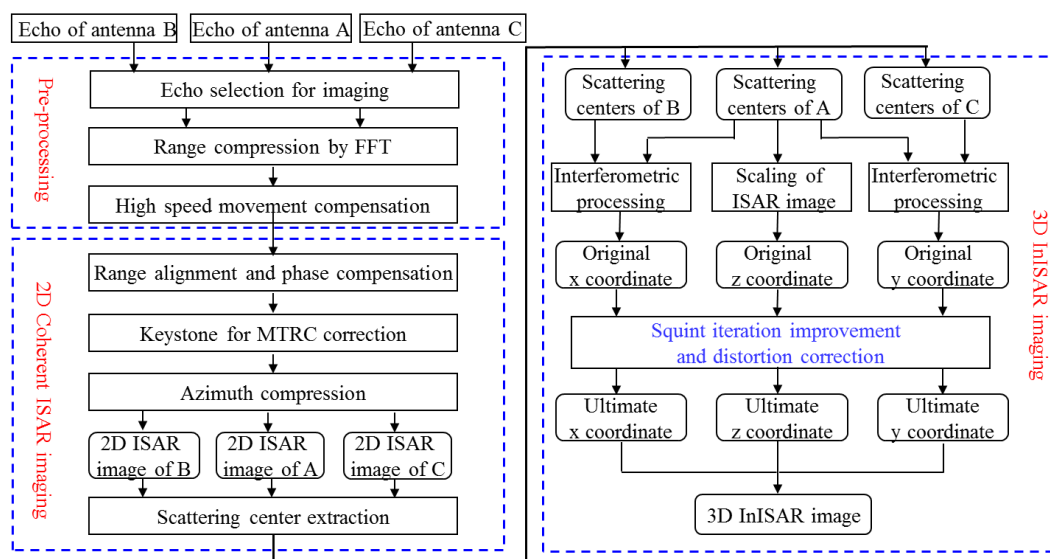 Echo of antenna B
Echo of antenna A
Echo of antenna C
Pre-processing
Echo selection for imaging
Range compression by FFT
High speed movement compensation
2D Coherent ISAR imaging
Range alignment and phase compensation
Keystone for MTRC correction
Azimuth compression
2D ISAR
image of B
2D ISAR
image of A
2D ISAR
image of C
Scattering center extraction
3D InISAR imaging
Scattering
centers of B
Scattering
centers of A
Scattering
centers of C
Interferometric
processing
Scaling of
ISAR image
Interferometric
processing
Original
x coordinate
Original
z coordinate
Original
y coordinate
Squint iteration improvement
and distortion correction
Ultimate
x coordinate
Ultimate
z coordinate
Ultimate
y coordinate
3D InISAR image